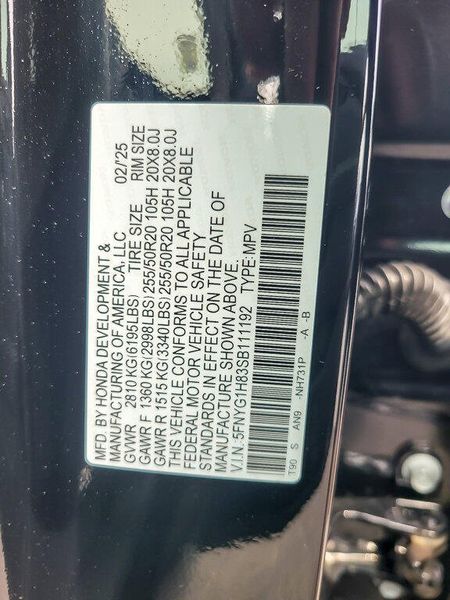 MFD BY HONDA DEVELOPMENT &
MANUFACTURING OF AMERICA, LLC 02/25
GVWR 2810 KG(6195LBS) TIRE SIZE RIM SIZE
GAWR F 1360 KG(2998LBS) 255/50R20 105H 20X8.0J
GAWR R 1515 KG(3340LBS) 255/50R20 105H 20X8.0J
THIS VEHICLE CONFORMS TO ALL APPLICABLE
FEDERAL MOTOR VEHICLE SAFETY
STANDARDS IN EFFECT ON THE DATE OF
MANUFACTURE SHOWN ABOVE.
V.I.N. 5FNYG1H83SB111192 TYPE:MPV
T90 S AN9 -NH731P -A -B